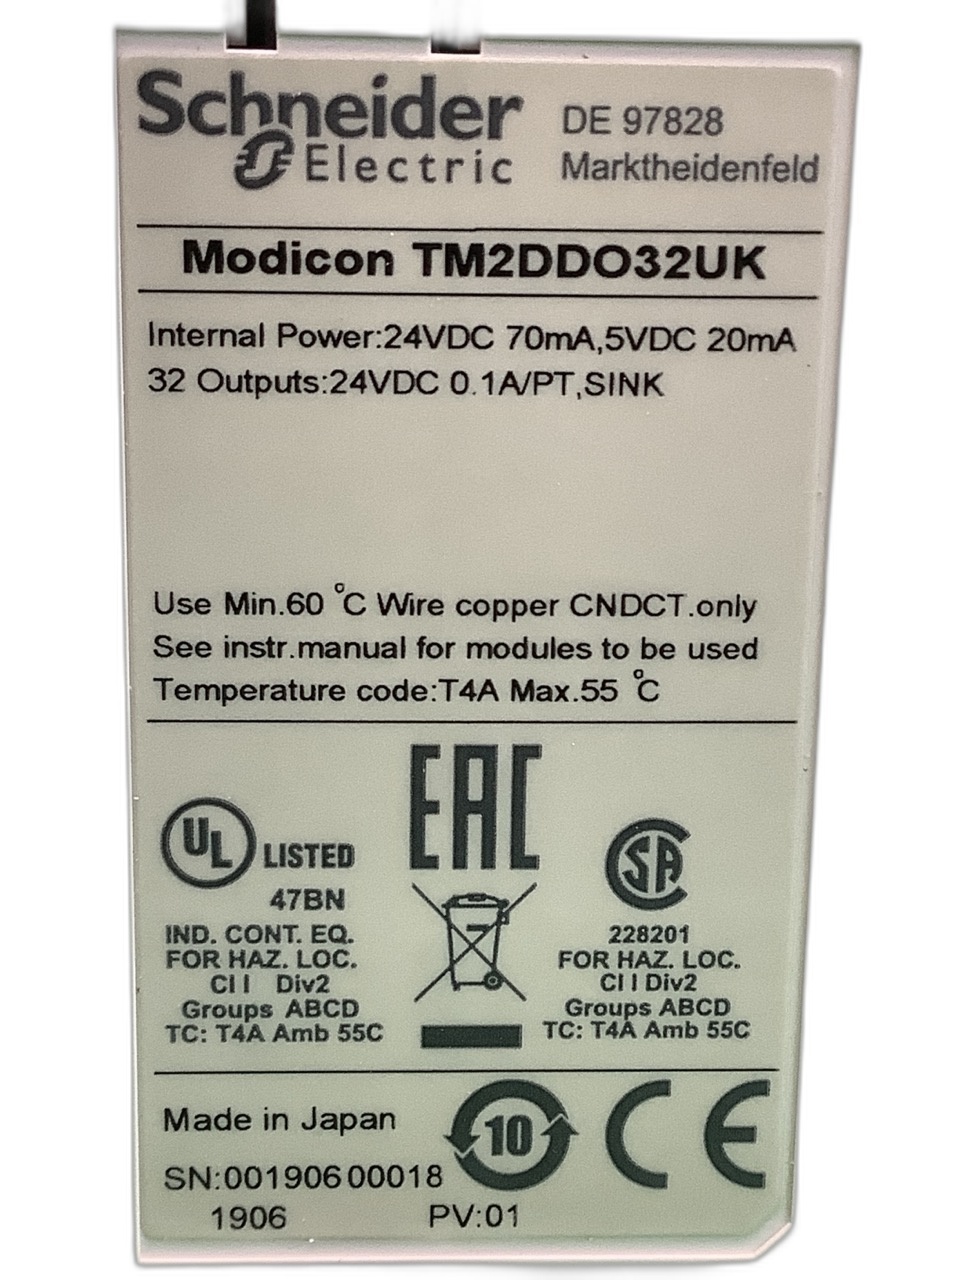 Schneider
Electric
DE 97828
Marktheidenfeld
Modicon TM2DDO32UK
Internal Power:24VDC 70mA,5VDC 20mA
32 Outputs:24VDC 0.1A/PT,SINK
Use Min.60 °C Wire copper CNDCT.only
See instr.manual for modules to be used
Temperature code:T4A Max.55 °C
EAC
UL LISTED
47BN
IND. CONT. EQ.
FOR HAZ. LOC.
Cl I Div2
Groups ABCD
TC: T4A Amb 55C
SA
228201
FOR HAZ. LOC.
Cl I Div2
Groups ABCD
TC: T4A Amb 55C
Made in Japan
10
CE
SN:00190600018
1906 PV:01